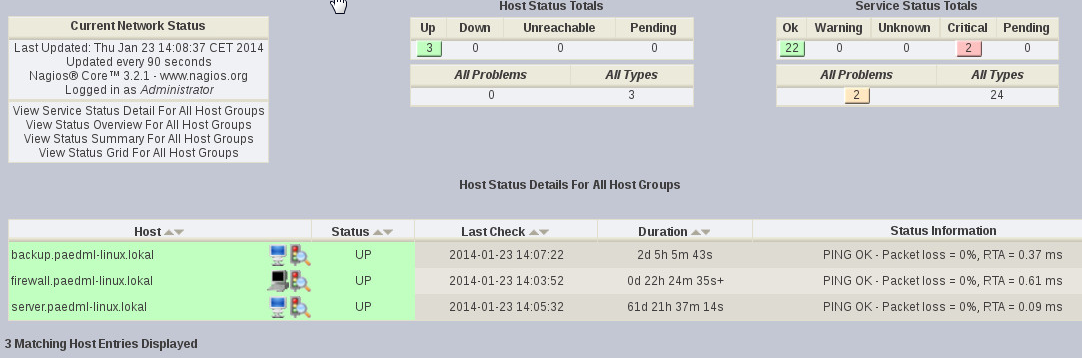 Current Network Status
Last Updated: Thu Jan 23 14:08:37 CET 2014
Updated every 90 seconds
Nagios® Core™ 3.2.1 - www.nagios.org
Logged in as Administrator
View Service Status Detail For All Host Groups
View Status Overview For All Host Groups
View Status Summary For All Host Groups
View Status Grid For All Host Groups
Host Status Totals
Up Down Unreachable Pending
3 0 0 0
All Problems All Types
0 3
Service Status Totals
Ok Warning Unknown Critical Pending
22 0 0 2 0
All Problems All Types
2 24
Host Status Details For All Host Groups
Host Status Last Check Duration Status Information
backup.paedml-linux.lokal UP 2014-01-23 14:07:22 2d 5h 5m 43s PING OK - Packet loss = 0%, RTA = 0.37 ms
firewall.paedml-linux.lokal UP 2014-01-23 14:03:52 0d 22h 24m 35s+ PING OK - Packet loss = 0%, RTA = 0.61 ms
server.paedml-linux.lokal UP 2014-01-23 14:05:32 61d 21h 37m 14s PING OK - Packet loss = 0%, RTA = 0.09 ms
3 Matching Host Entries Displayed